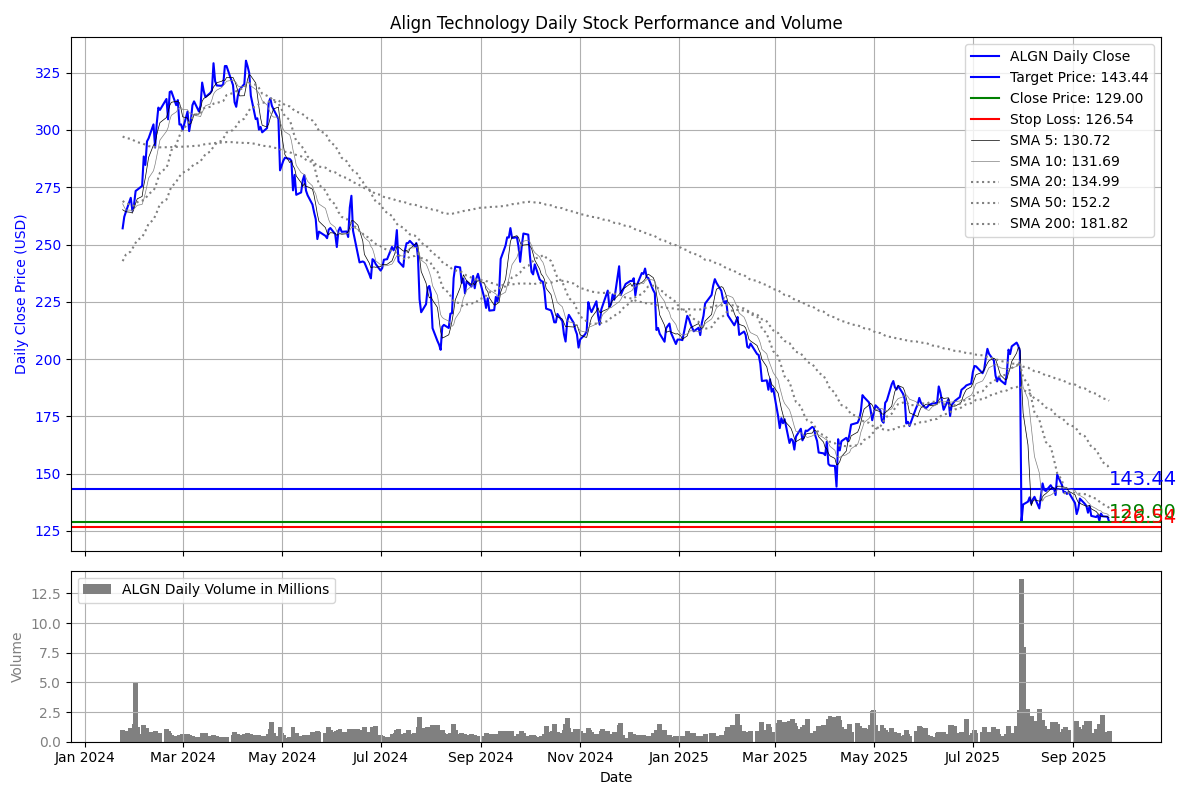 Align Technology Daily Stock Performance and Volume
Daily Close Price (USD)
325
300
275
250
225
200
175
150
125
ALGN Daily Close
Target Price: 143.44
Close Price: 129.00
Stop Loss: 126.54
SMA 5: 130.72
SMA 10: 131.69
SMA 20: 134.99
SMA 50: 152.2
SMA 200: 181.82
143.44
129.00
126.54
Volume
12.5
10.0
7.5
5.0
2.5
0.0
ALGN Daily Volume in Millions
Jan 2024 Mar 2024 May 2024 Jul 2024 Sep 2024 Nov 2024 Jan 2025 Mar 2025 May 2025 Jul 2025 Sep 2025
Date